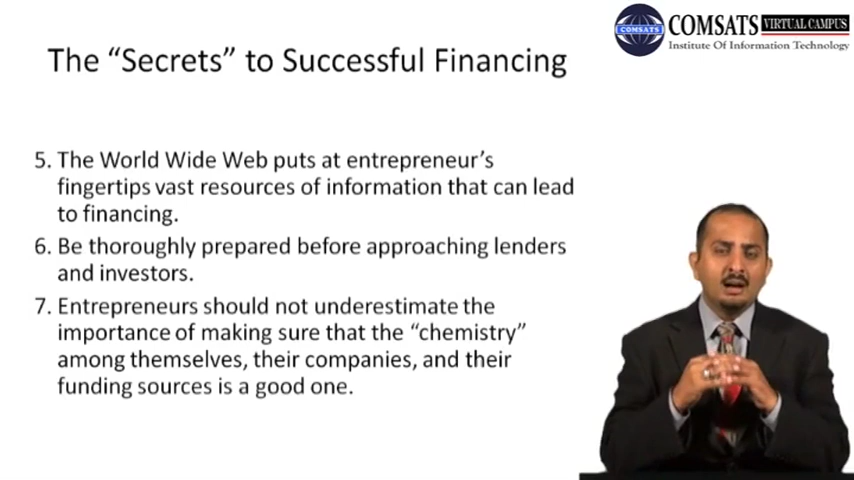 COMSATS VIRTUAL CAMPUS
COMSATS
Institute Of Information Technology
The “Secrets” to Successful Financing
5. The World Wide Web puts at entrepreneur’s
fingertips vast resources of information that can lead
to financing.
6. Be thoroughly prepared before approaching lenders
and investors.
7. Entrepreneurs should not underestimate the
importance of making sure that the “chemistry”
among themselves, their companies, and their
funding sources is a good one.